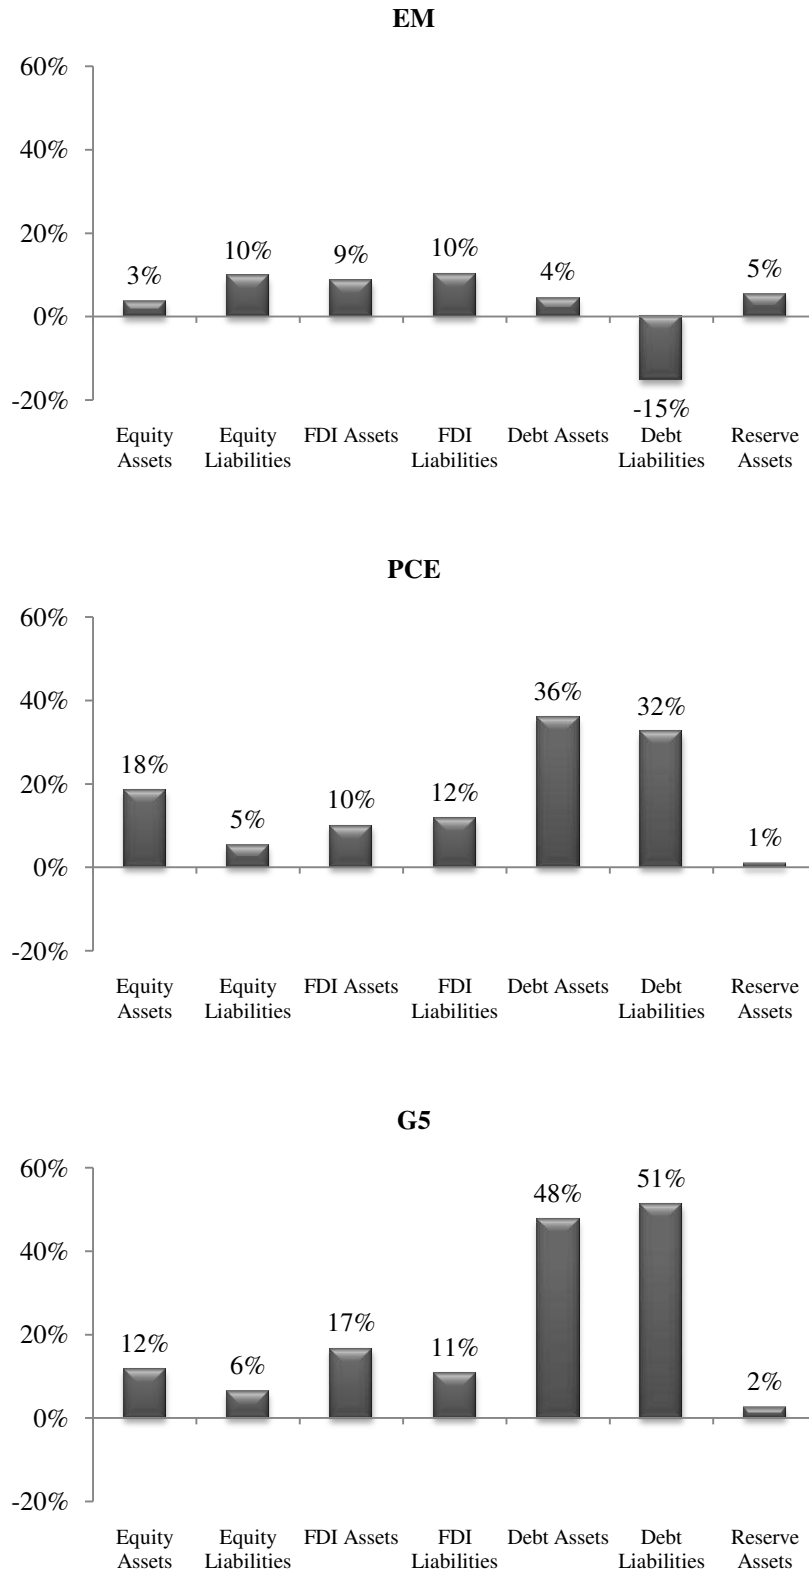 EM
60%
40%
20%
0%
-20%
3%
10%
9%
10%
4%
-15%
5%
Equity
Assets
Equity
Liabilities
FDI Assets
FDI
Liabilities
Debt Assets
Debt
Liabilities
Reserve
Assets
PCE
60%
40%
20%
0%
-20%
18%
5%
10%
12%
36%
32%
1%
Equity
Assets
Equity
Liabilities
FDI Assets
FDI
Liabilities
Debt Assets
Debt
Liabilities
Reserve
Assets
G5
60%
40%
20%
0%
-20%
12%
6%
17%
11%
48%
51%
2%
Equity
Assets
Equity
Liabilities
FDI Assets
FDI
Liabilities
Debt Assets
Debt
Liabilities
Reserve
Assets